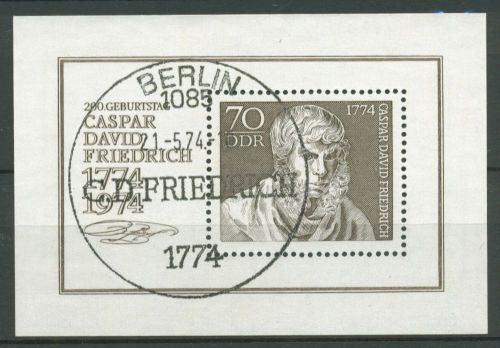 BERLIN
1085
200.GEBURTSTAG
CASPAR
DAVID
FRIEDRICH
1774
1974
21.-5.74.-1
C.D. FRIEDRICH
1774
70
DDR
1774
CASPAR DAVID FRIEDRICH